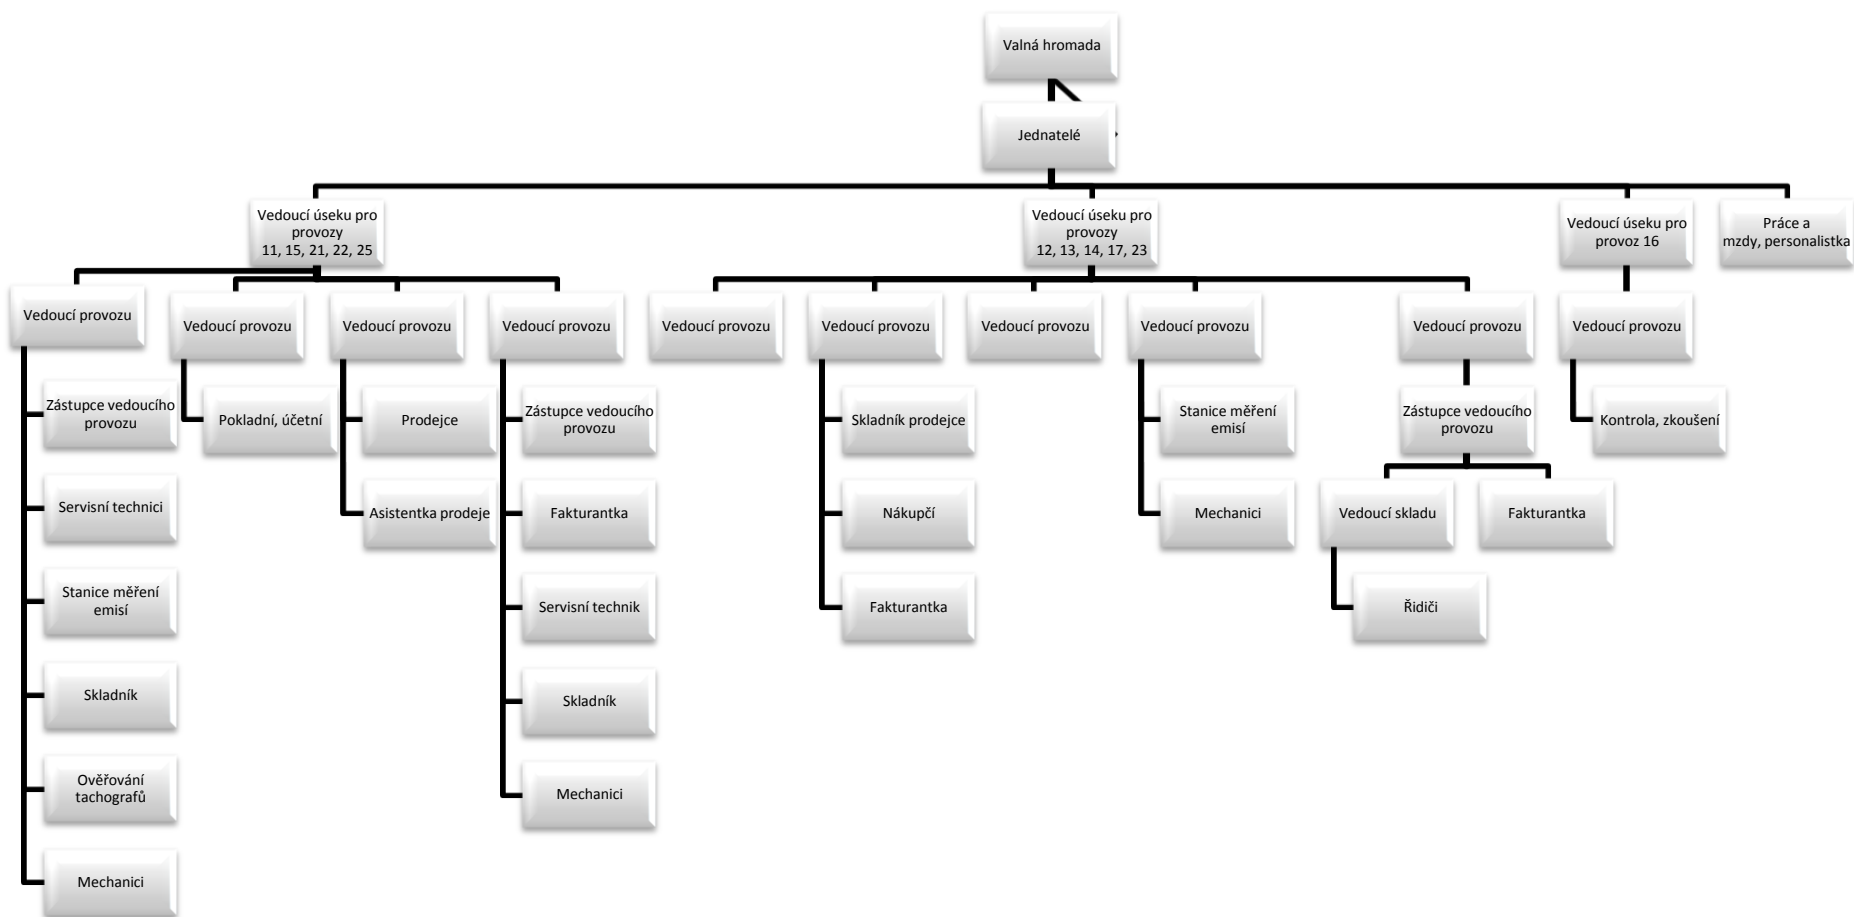 Valná hromada
Jednatelé
Vedoucí úseku pro
provozy
11, 15, 21, 22, 25
Vedoucí úseku pro
provozy
12, 13, 14, 17, 23
Vedoucí úseku pro
provoz 16
Práce a
mzdy, personalistka
Vedoucí provozu
Vedoucí provozu
Vedoucí provozu
Vedoucí provozu
Vedoucí provozu
Vedoucí provozu
Vedoucí provozu
Vedoucí provozu
Vedoucí provozu
Vedoucí provozu
Zástupce vedoucího
provozu
Pokladní, účetní
Prodejce
Zástupce vedoucího
provozu
Skladník prodejce
Stanice měření
emisí
Zástupce vedoucího
provozu
Kontrola, zkoušení
Servisní technici
Asistentka prodeje
Fakturantka
Nákupčí
Mechanici
Vedoucí skladu
Fakturantka
Stanice měření
emisí
Servisní technik
Fakturantka
Řidiči
Skladník
Skladník
Ověřování
tachografů
Mechanici
Mechanici